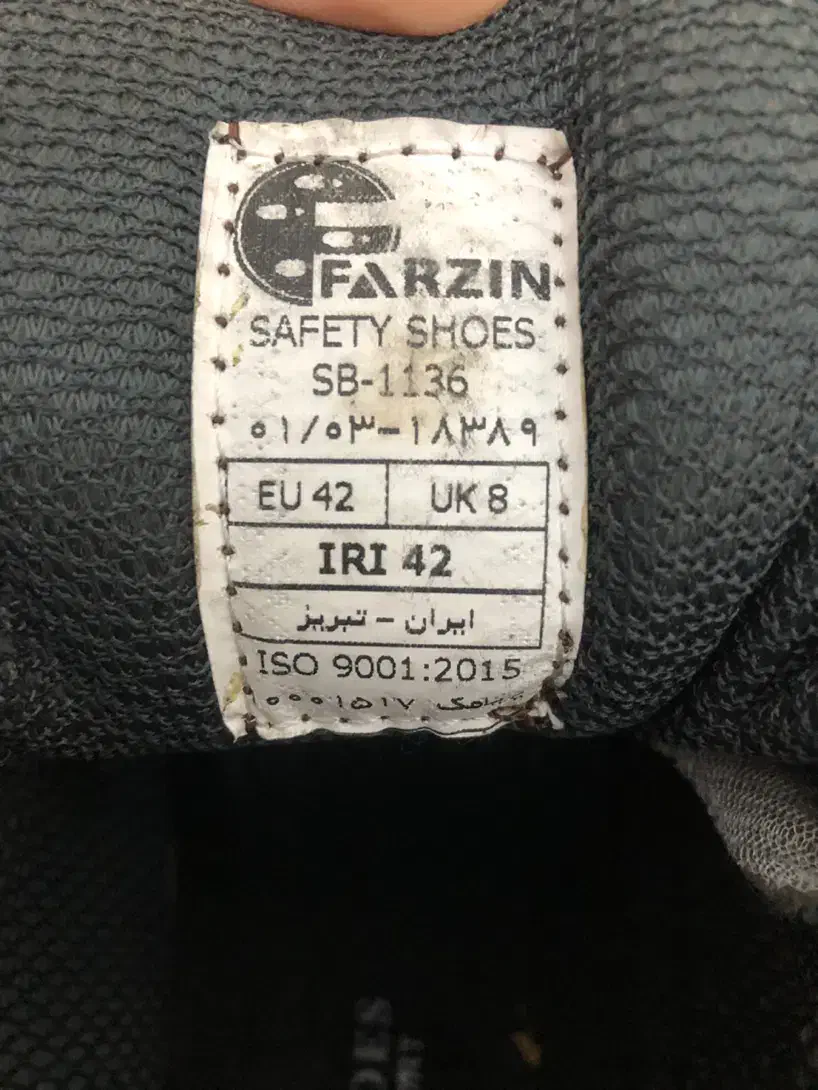 FARZIN
SAFETY SHOES
SB-1136
۰۱/۰۳-۱۸۳۸۹
EU 42 UK 8
IRI 42
ایران - تبریز
ISO 9001:2015
۰۰۰۱۵۱۷